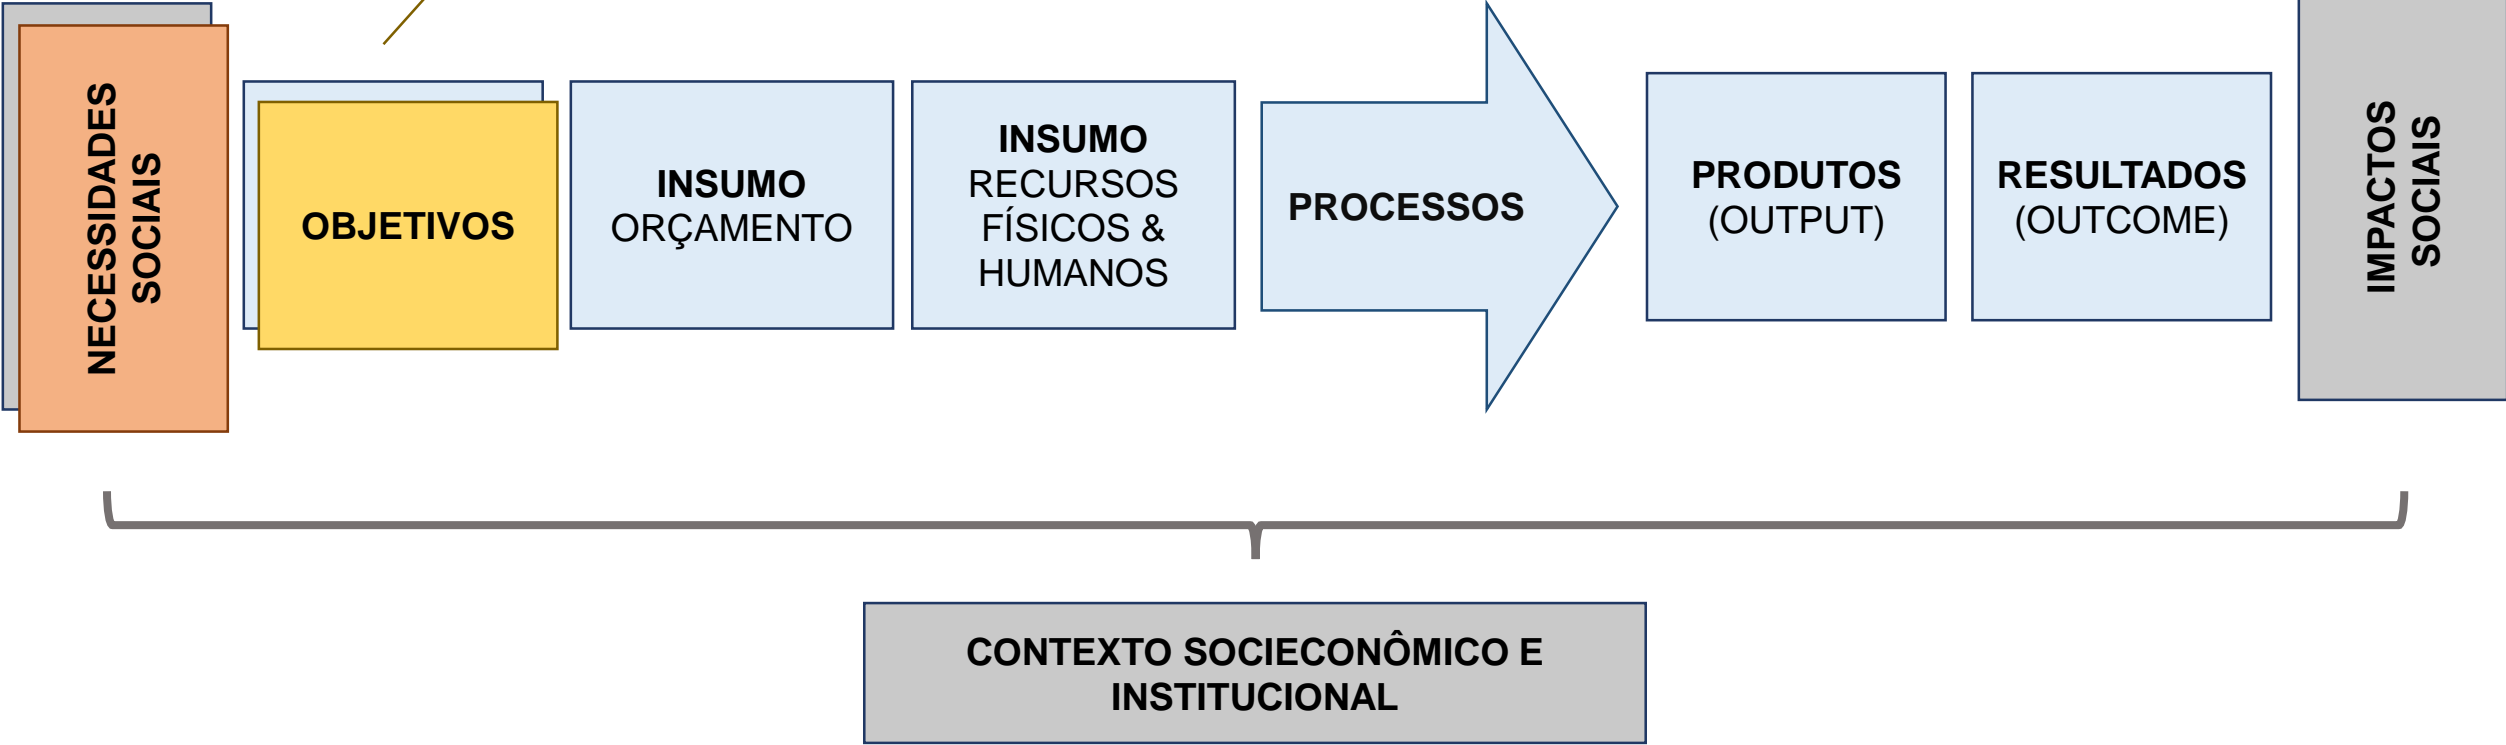 NECESSIDADES
SOCIAIS
OBJETIVOS
INSUMO
ORÇAMENTO
INSUMO
RECURSOS
FÍSICOS &
HUMANOS
PROCESSOS
PRODUTOS
(OUTPUT)
RESULTADOS
(OUTCOME)
IMPACTOS
SOCIAIS
CONTEXTO SOCIECONÔMICO E
INSTITUCIONAL